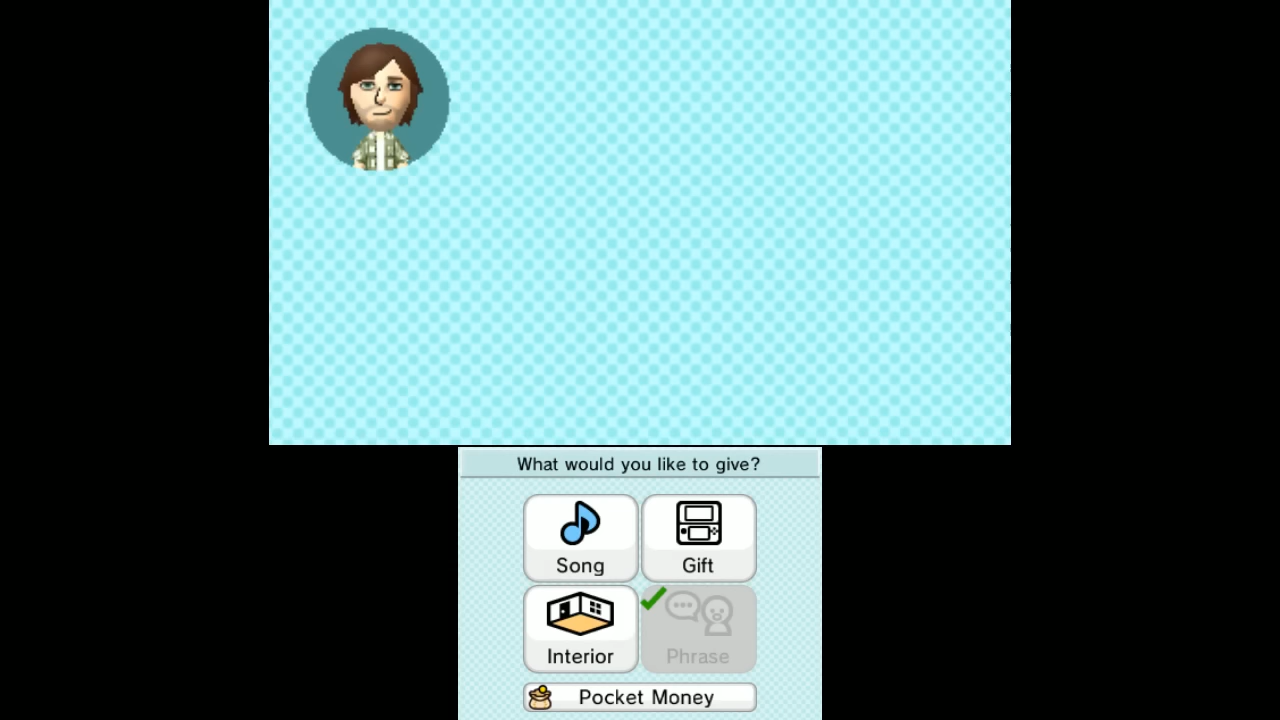 What would you like to give?
Song
Gift
Interior
Phrase
Pocket Money